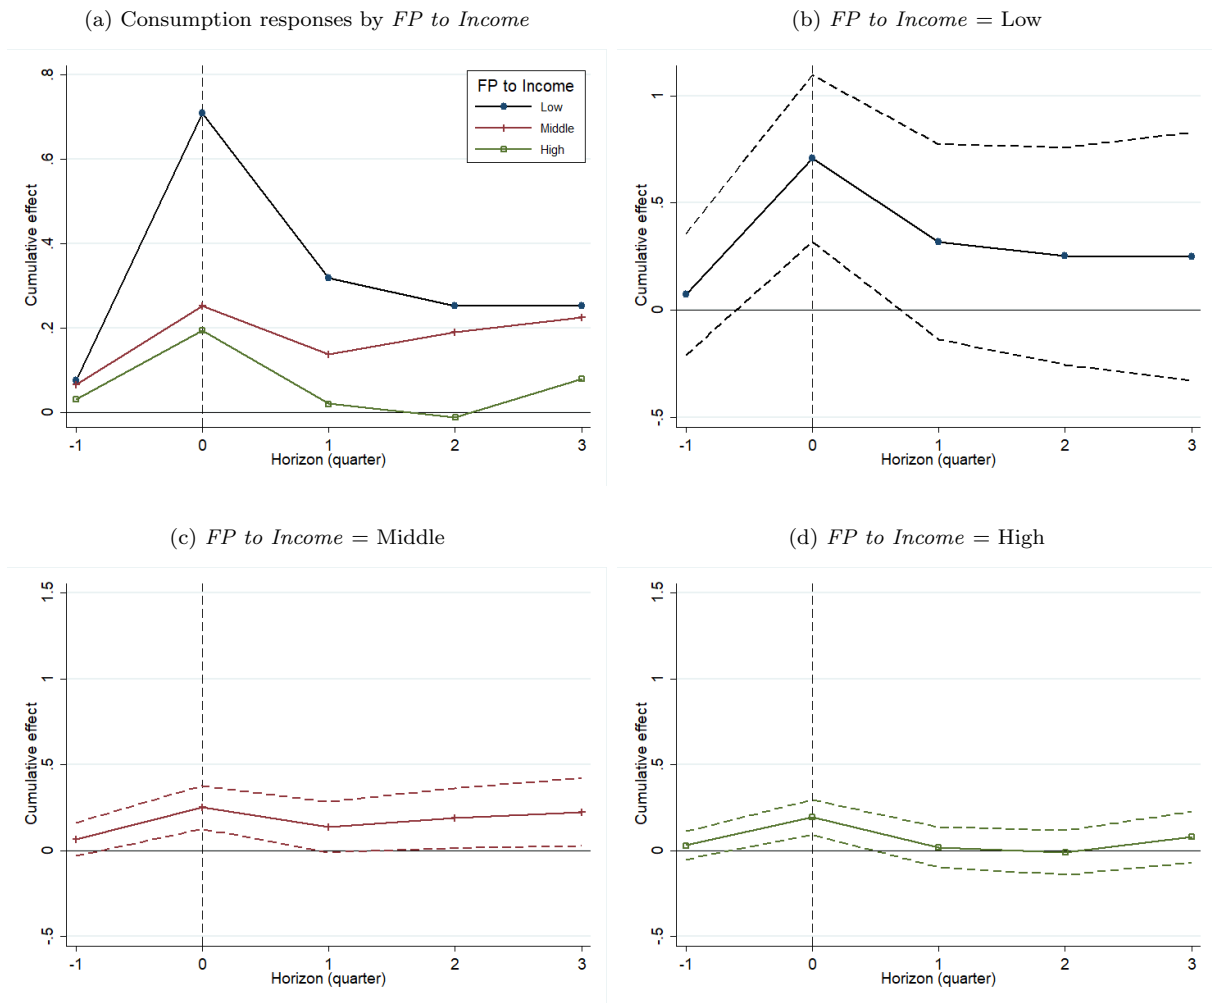 (a) Consumption responses by FP to Income
.8
.6
.4
.2
0
Cumulative effect
-1 0 1 2 3
Horizon (quarter)
FP to Income
Low
Middle
High
(b) FP to Income = Low
1
.5
0
-.5
Cumulative effect
-1 0 1 2 3
Horizon (quarter)
(c) FP to Income = Middle
1.5
1
.5
0
-.5
Cumulative effect
-1 0 1 2 3
Horizon (quarter)
(d) FP to Income = High
1.5
1
.5
0
-.5
Cumulative effect
-1 0 1 2 3
Horizon (quarter)